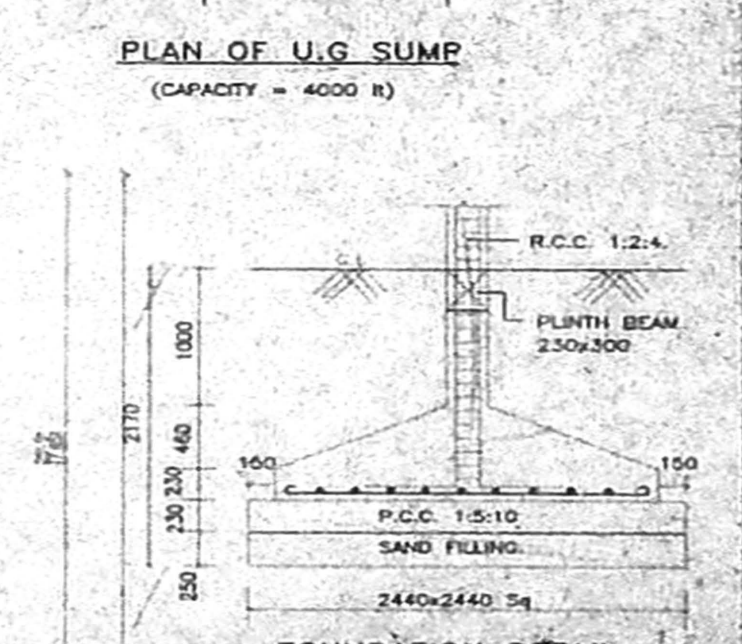 PLAN OF U.G SUMP
(CAPACITY = 4000 lt)
G.L
R.C.C. 1:2:4.
PLINTH BEAM
230x300
1000
2170
460
160
150
230
230
P.C.C. 1:5:10
SAND FILLING.
250
2440x2440 Sq